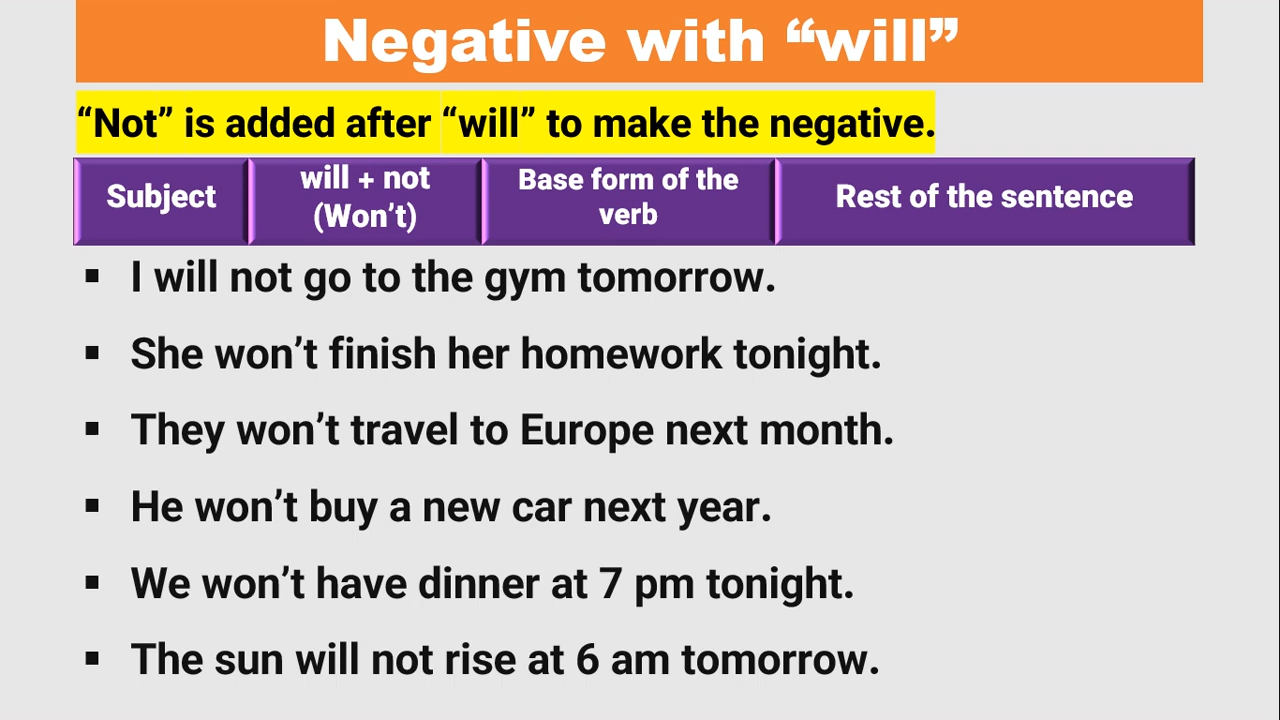 Negative with “will”
“Not” is added after “will” to make the negative.
Subject
will + not
(Won’t)
Base form of the
verb
Rest of the sentence
▪ I will not go to the gym tomorrow.
▪ She won’t finish her homework tonight.
▪ They won’t travel to Europe next month.
▪ He won’t buy a new car next year.
▪ We won’t have dinner at 7 pm tonight.
▪ The sun will not rise at 6 am tomorrow.